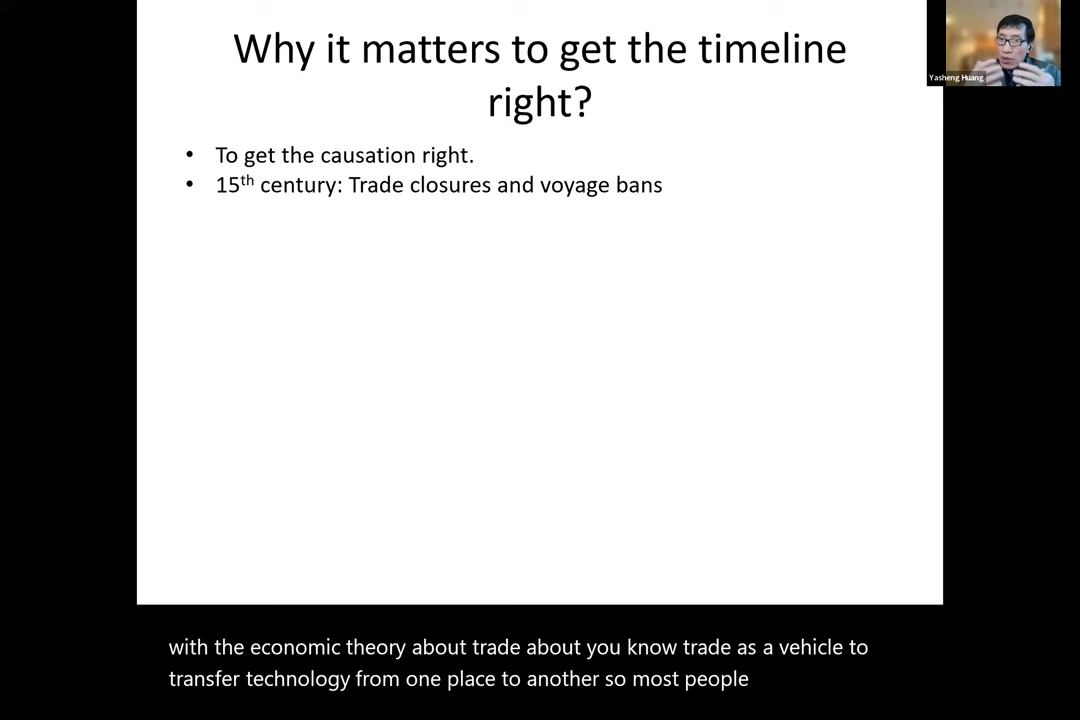 Why it matters to get the timeline
right?
Yasheng Huang
• To get the causation right.
• 15th century: Trade closures and voyage bans
with the economic theory about trade about you know trade as a vehicle to
transfer technology from one place to another so most people